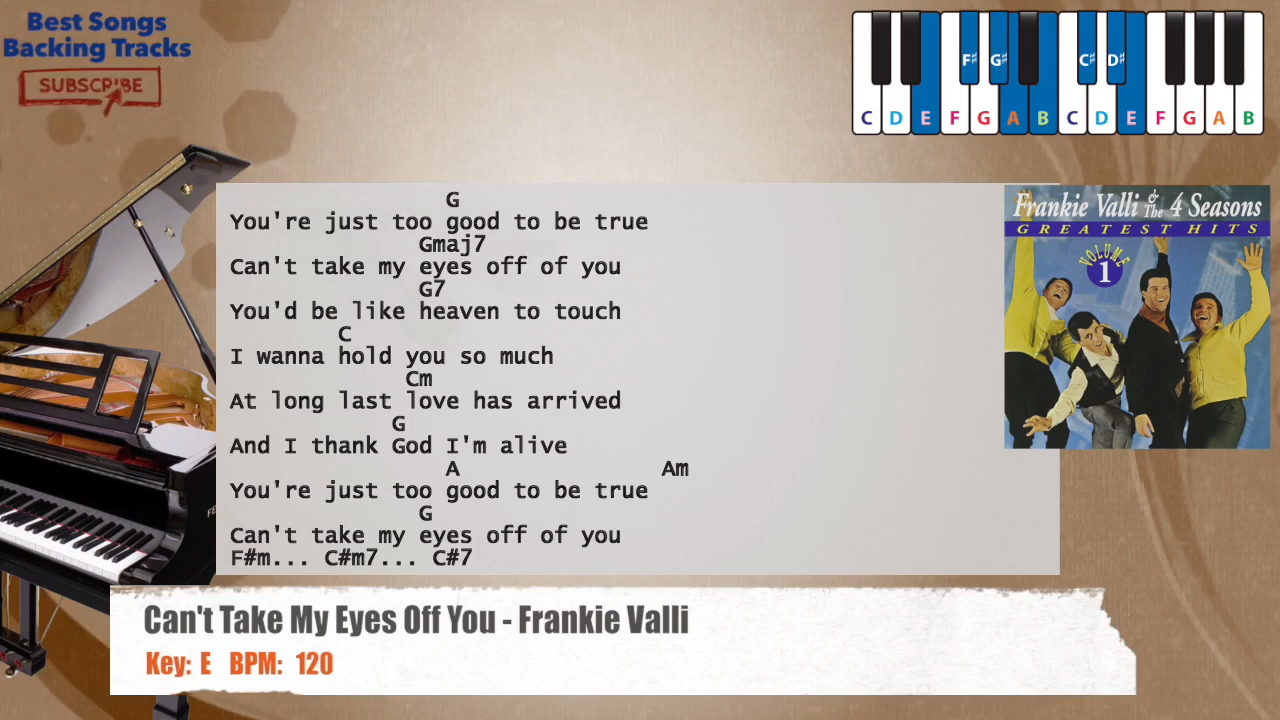 Best Songs
Backing Tracks
SUBSCRIBE
F♯ G♯ C♯ D♯
C D E F G A B C D E F G A B
G
You're just too good to be true
Gmaj7
Can't take my eyes off of you
G7
You'd be like heaven to touch
C
I wanna hold you so much
Cm
At long last love has arrived
G
And I thank God I'm alive
A Am
You're just too good to be true
G
Can't take my eyes off of you
F#m... C#m7... C#7
Frankie Valli & The 4 Seasons
GREATEST HITS
VOLUME
1
Can't Take My Eyes Off You - Frankie Valli
Key: E BPM: 120